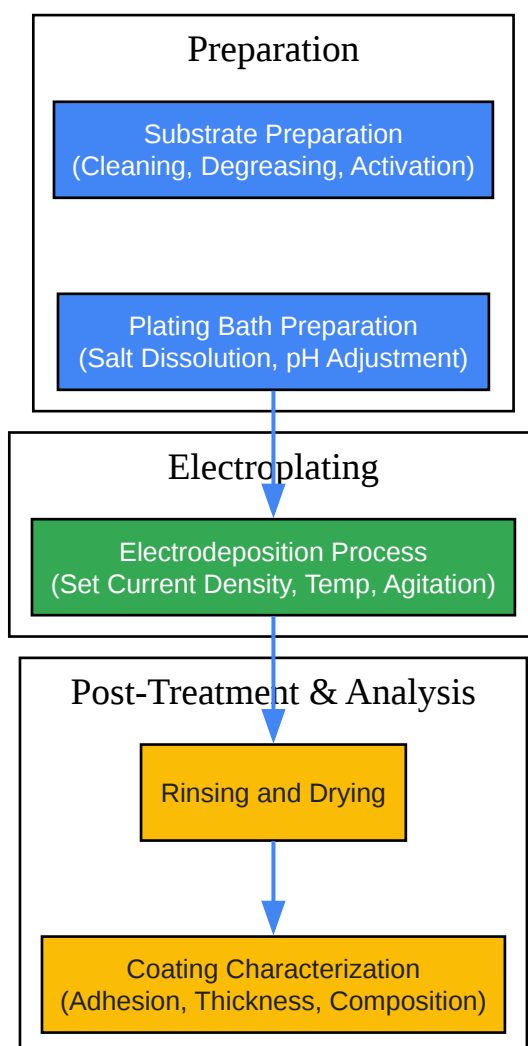 Preparation
Substrate Preparation
(Cleaning, Degreasing, Activation)
Plating Bath Preparation
(Salt Dissolution, pH Adjustment)
Electroplating
Electrodeposition Process
(Set Current Density, Temp, Agitation)
Post-Treatment & Analysis
Rinsing and Drying
Coating Characterization
(Adhesion, Thickness, Composition)